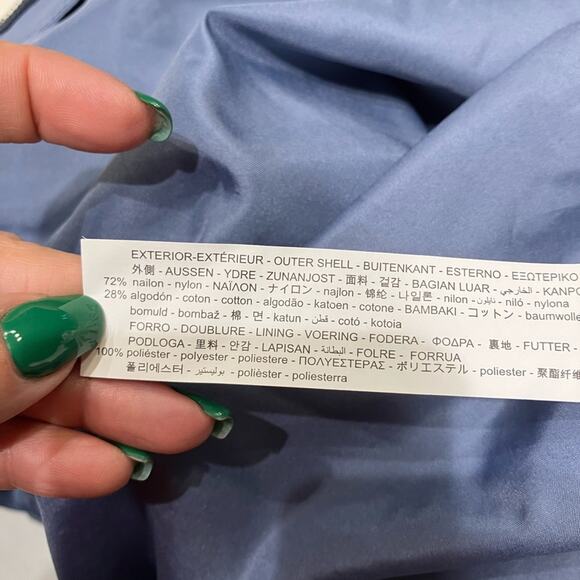 EXTERIOR-EXTÉRIEUR - OUTER SHELL - BUITENKANT - ESTERNO - ΕΞΩΤΕΡΙΚΟ
外側 - AUSSEN - YDRE - ZUNANJOST - 面料 - 겉감 - BAGIAN LUAR - الخارجي - KANPO
72% nailon - nylon - ΝΑΪΛΟΝ - ナイロン - najlon - 锦纶 - 나일론 - nilon - نايلون - niló - nylona
28% algodón - coton - cotton - algodão - katoen - cotone - ΒΑΜΒΑΚΙ - コットン - baumwolle
bomuld - bombaž - 棉 - 면 - katun - قطن - cotó - kotoia
FORRO - DOUBLURE - LINING - VOERING - FODERA - ΦΟΔΡΑ - 裏地 - FUTTER -
PODLOGA - 里料 - 안감 - LAPISAN - البطانة - FOLRE - FORRUA
100% poliéster - polyester - poliestere - ΠΟΛΥΕΣΤΕΡΑΣ - ポリエステル - poliester - 聚酯纤维
폴리에스터 - بوليستير - polièster - poliesterra